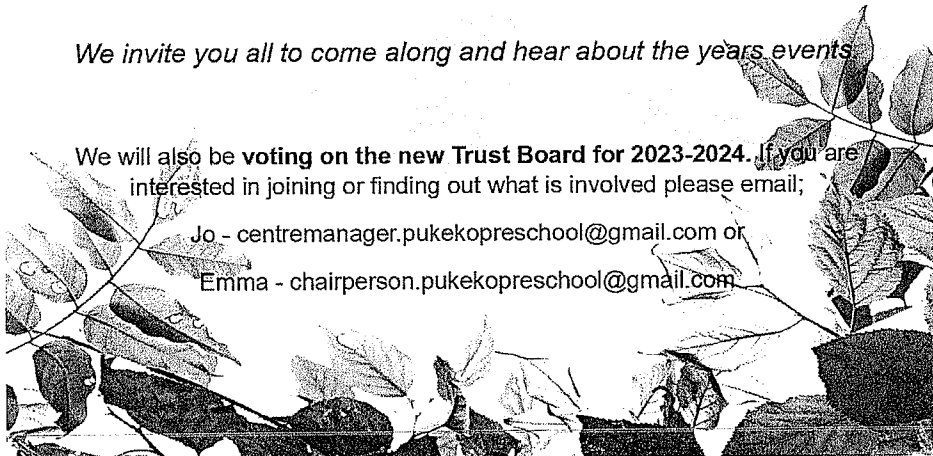 We invite you all to come along and hear about the years events
We will also be voting on the new Trust Board for 2023-2024. If you are
interested in joining or finding out what is involved please email;
Jo - centremanager.pukekopreschool@gmail.com or
Emma - chairperson.pukekopreschool@gmail.com